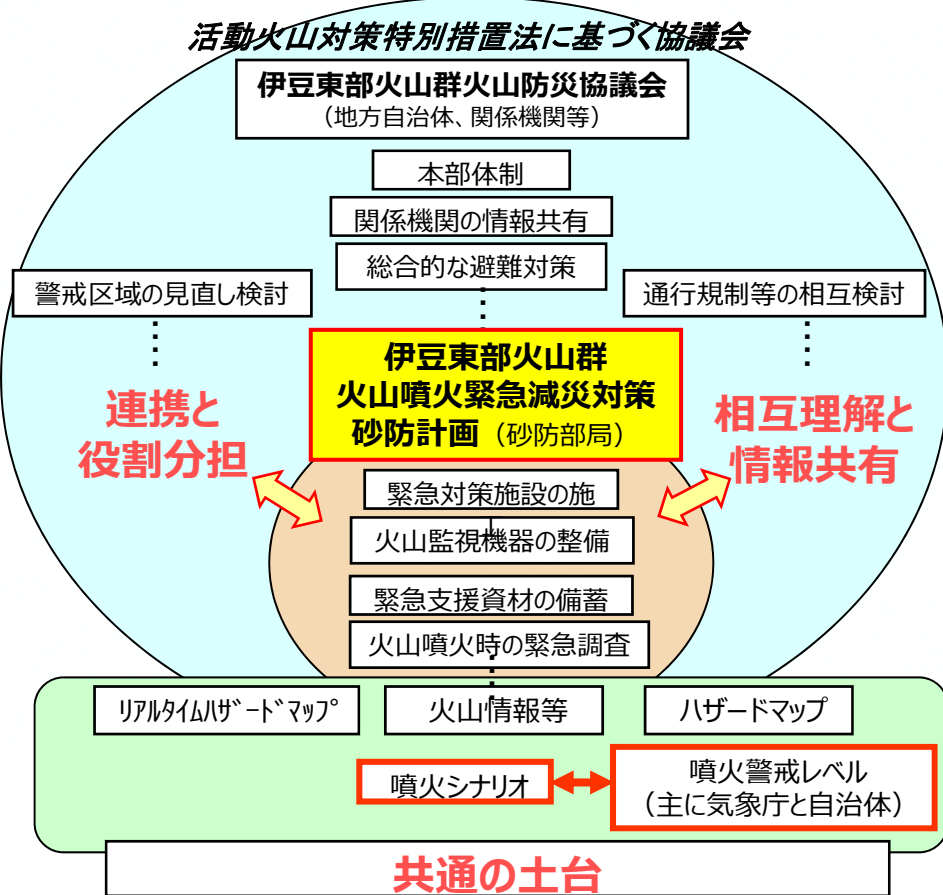 活動火山対策特別措置法に基づく協議会
伊豆東部火山群火山防災協議会
（地方自治体、関係機関等）
本部体制
関係機関の情報共有
総合的な避難対策
警戒区域の見直し検討
通行規制等の相互検討
伊豆東部火山群
火山噴火緊急減災対策
砂防計画（砂防部局）
連携と
役割分担
相互理解と
情報共有
緊急対策施設の施
火山監視機器の整備
緊急支援資材の備蓄
火山噴火時の緊急調査
ﾘｱﾙﾀｲﾑﾊｻﾞｰﾄﾞﾏｯﾌﾟ
火山情報等
ハザードマップ
噴火シナリオ
噴火警戒レベル
（主に気象庁と自治体）
共通の土台